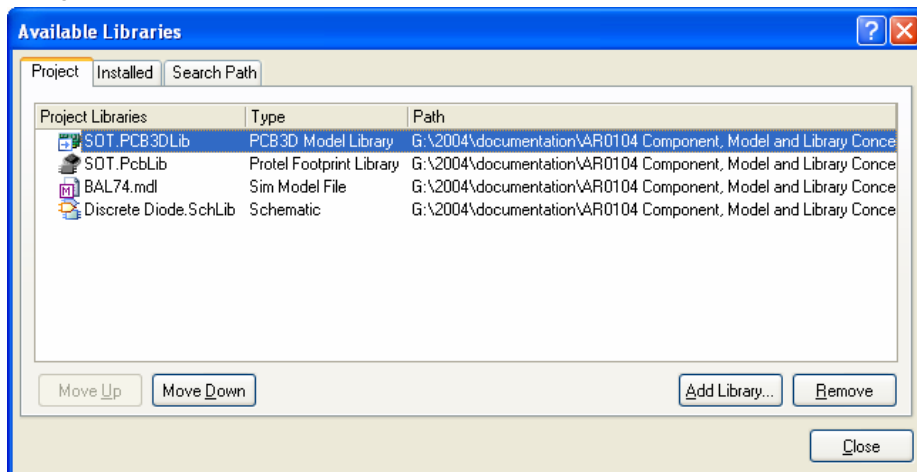 Available Libraries
Project Installed Search Path
Project Libraries Type Path
SOT.PCB3DLib PCB3D Model Library G:\2004\documentation\AR0104 Component, Model and Library Conce
SOT.PcbLib Protel Footprint Library G:\2004\documentation\AR0104 Component, Model and Library Conce
BAL74.mdl Sim Model File G:\2004\documentation\AR0104 Component, Model and Library Conce
Discrete Diode.SchLib Schematic G:\2004\documentation\AR0104 Component, Model and Library Conce
Move Up Move Down Add Library... Remove
Close